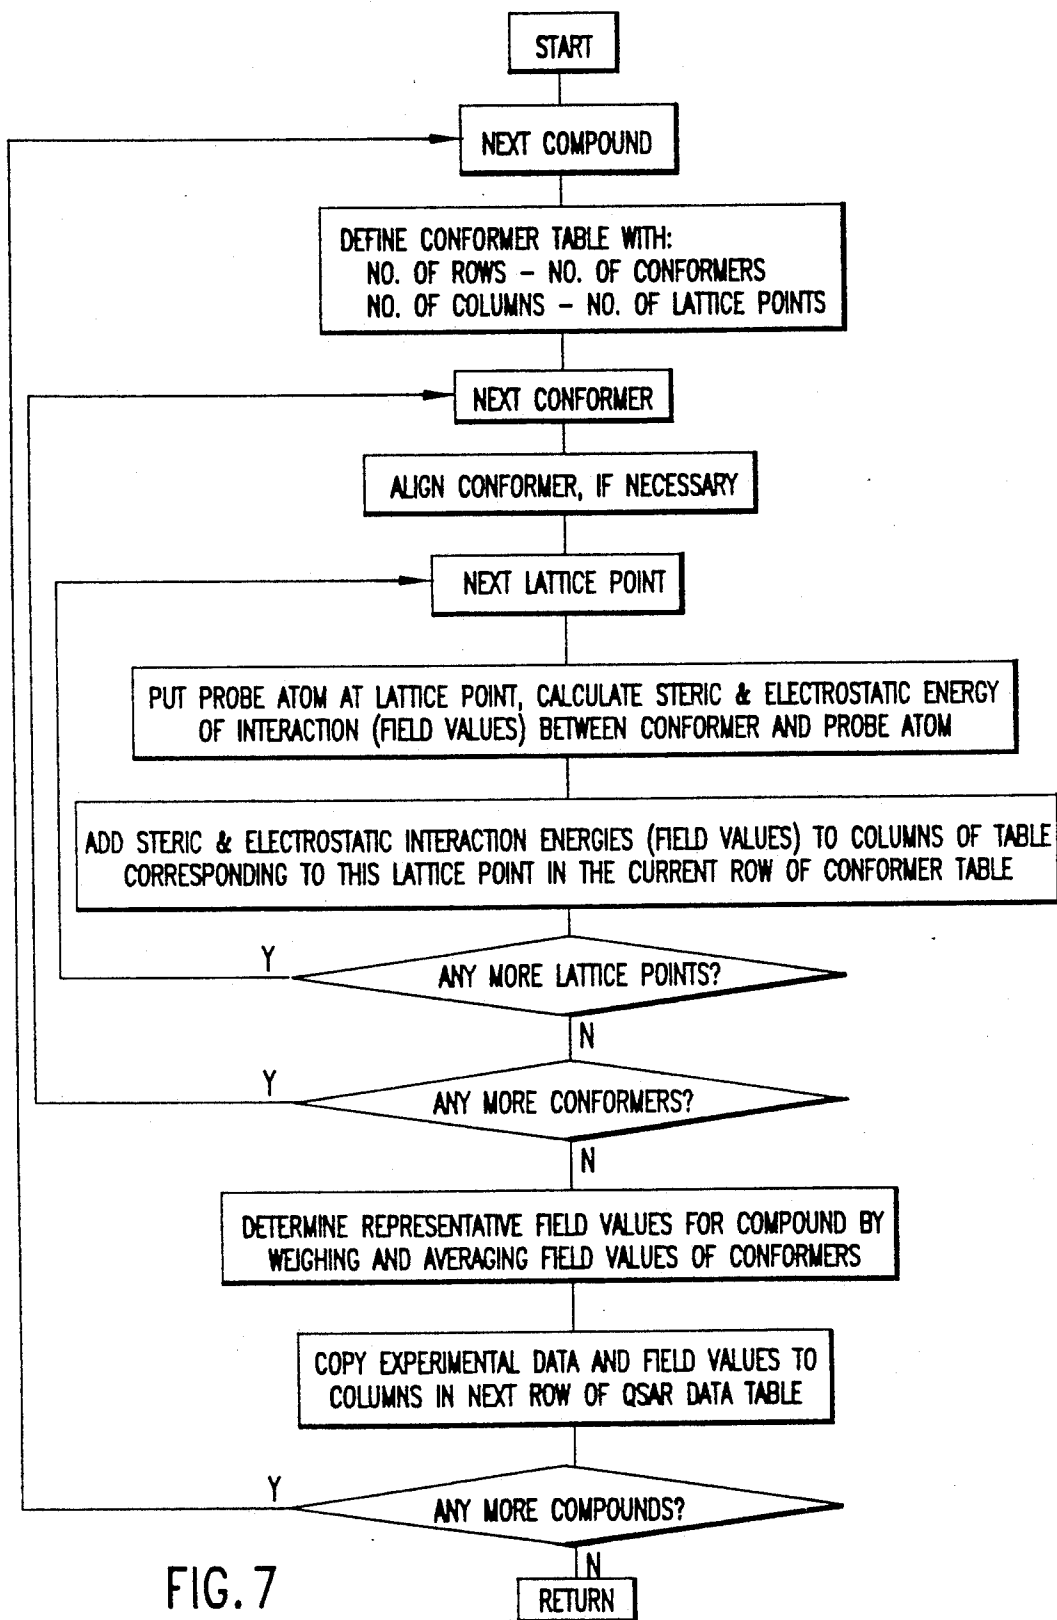 START
NEXT COMPOUND
DEFINE CONFORMER TABLE WITH:
NO. OF ROWS – NO. OF CONFORMERS
NO. OF COLUMNS – NO. OF LATTICE POINTS
NEXT CONFORMER
ALIGN CONFORMER, IF NECESSARY
NEXT LATTICE POINT
PUT PROBE ATOM AT LATTICE POINT, CALCULATE STERIC & ELECTROSTATIC ENERGY
OF INTERACTION (FIELD VALUES) BETWEEN CONFORMER AND PROBE ATOM
ADD STERIC & ELECTROSTATIC INTERACTION ENERGIES (FIELD VALUES) TO COLUMNS OF TABLE
CORRESPONDING TO THIS LATTICE POINT IN THE CURRENT ROW OF CONFORMER TABLE
Y
ANY MORE LATTICE POINTS?
N
Y
ANY MORE CONFORMERS?
N
DETERMINE REPRESENTATIVE FIELD VALUES FOR COMPOUND BY
WEIGHING AND AVERAGING FIELD VALUES OF CONFORMERS
COPY EXPERIMENTAL DATA AND FIELD VALUES TO
COLUMNS IN NEXT ROW OF QSAR DATA TABLE
Y
ANY MORE COMPOUNDS?
N
RETURN
FIG. 7